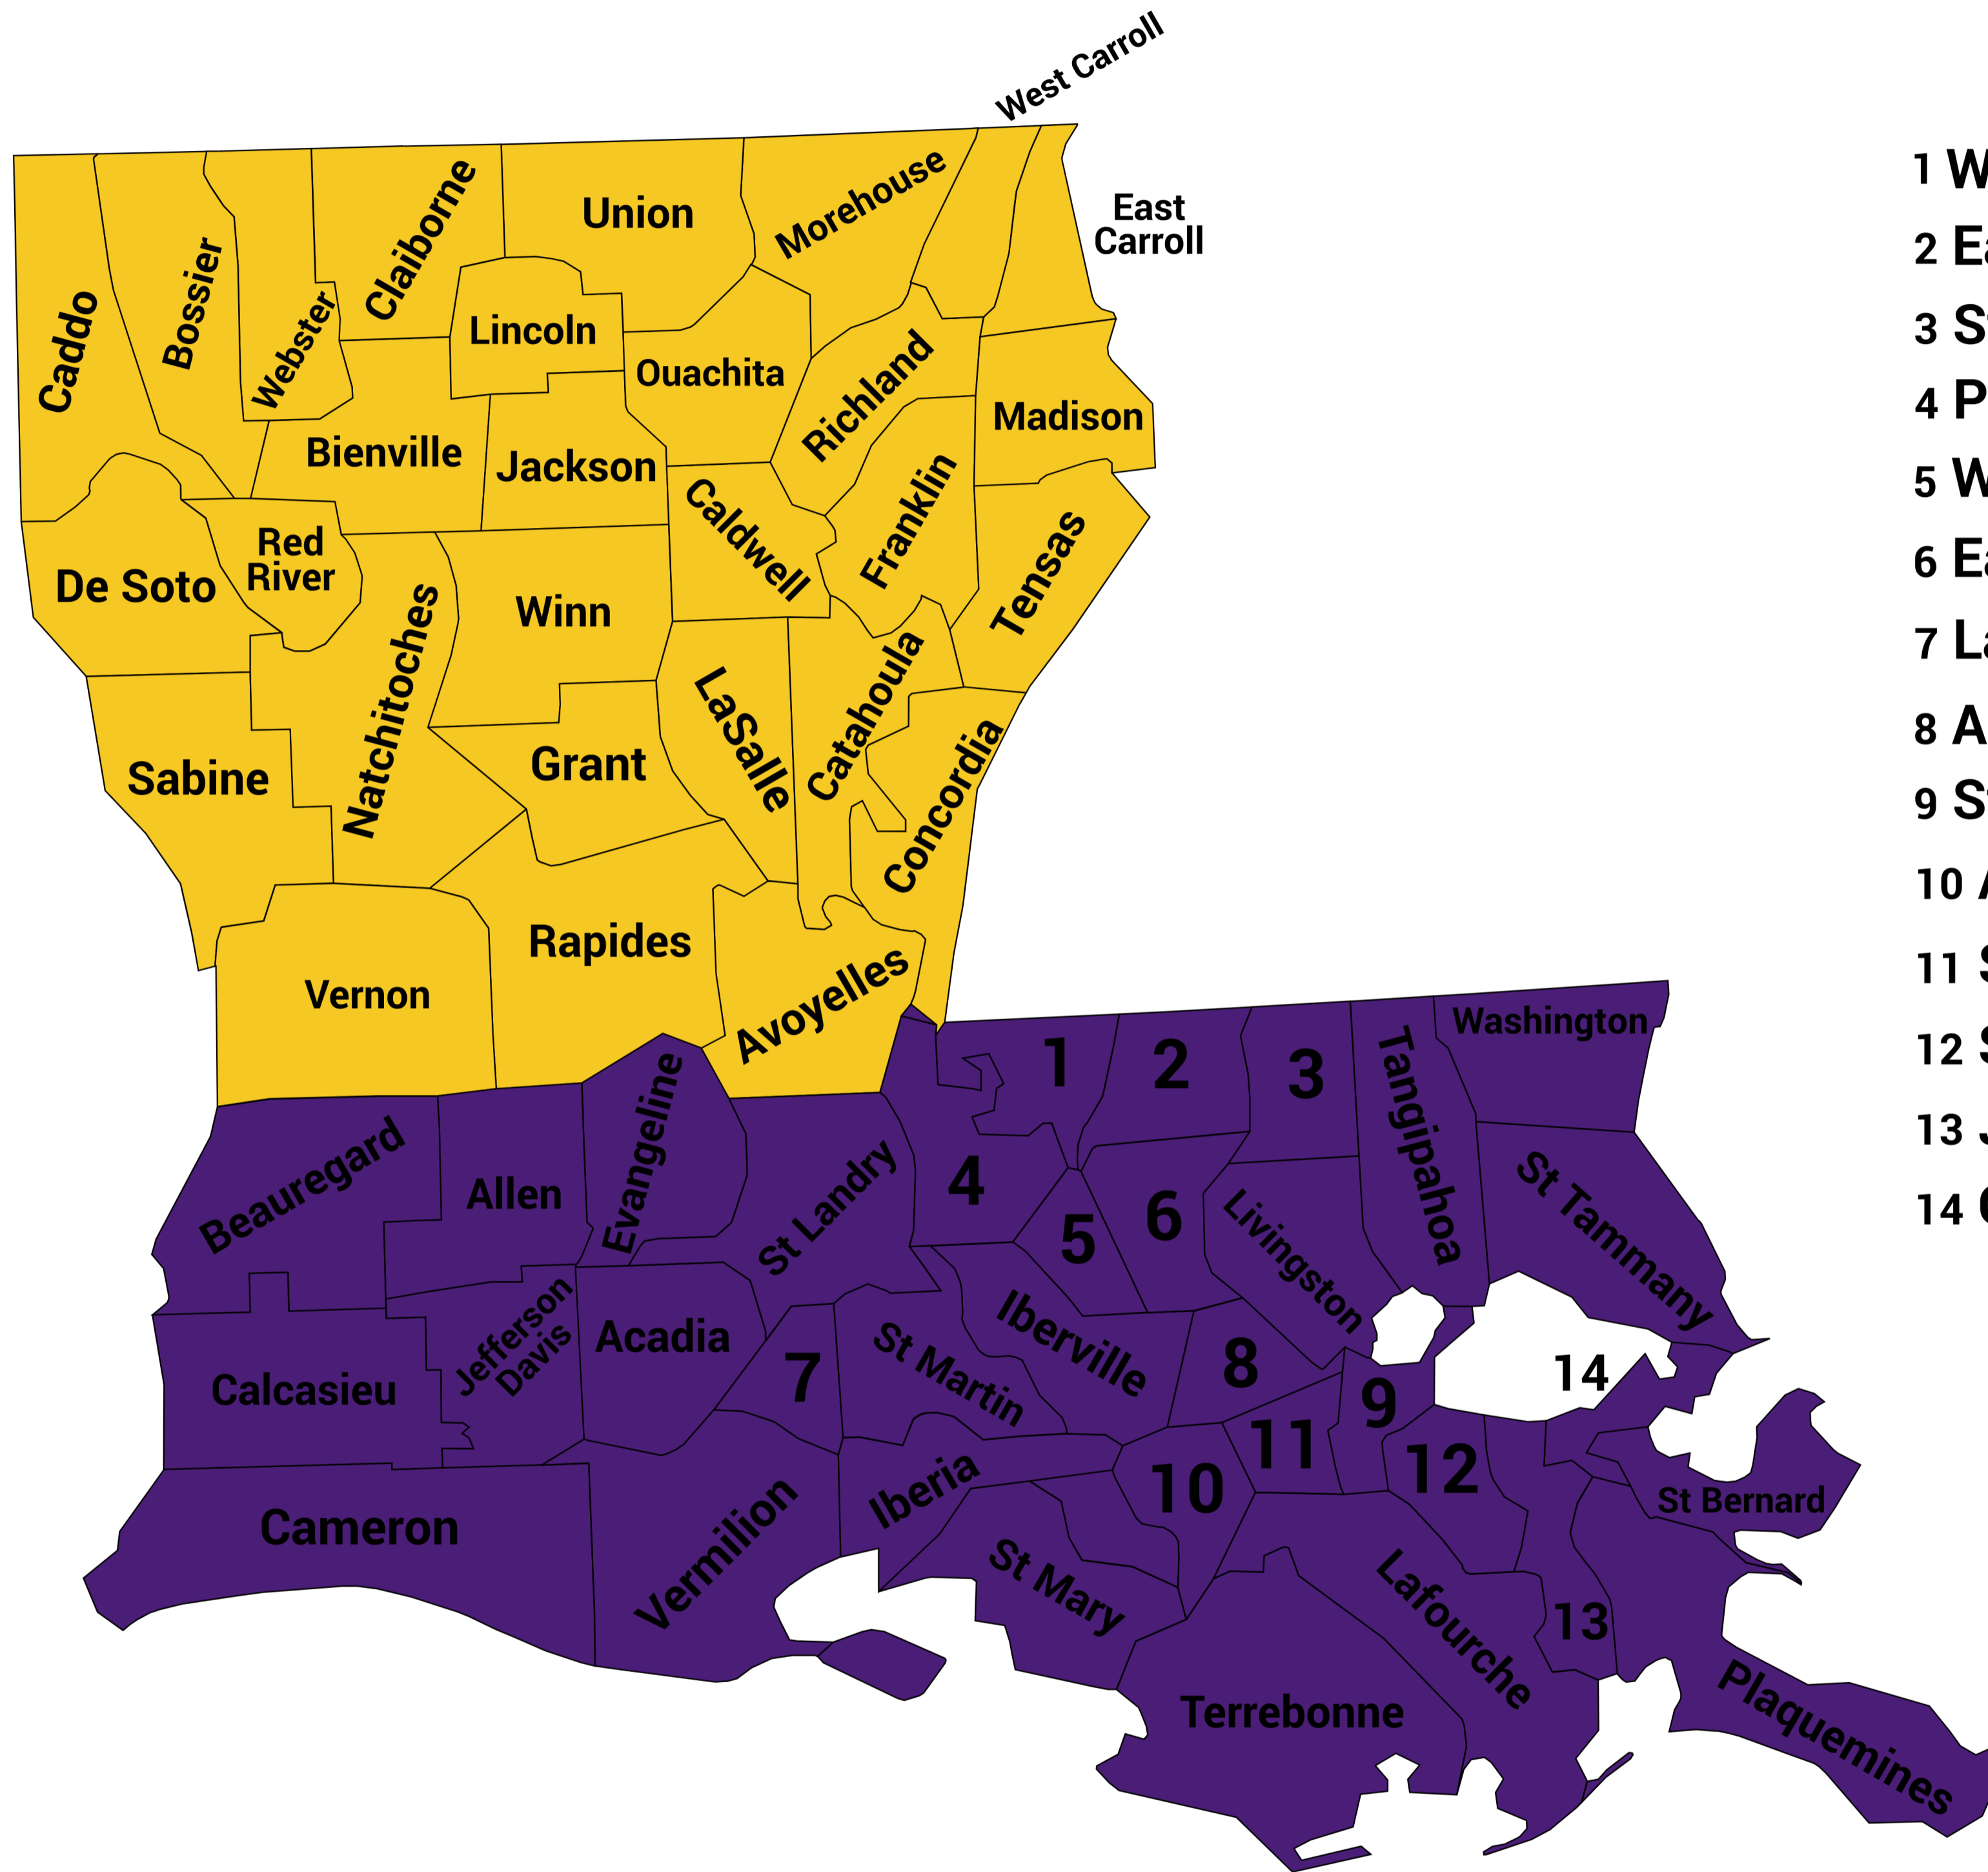 West Carroll
East
Carroll
Caddo
Bossier
Webster
Claiborne
Union
Morehouse
Lincoln
Ouachita
Richland
Madison
Bienville
Jackson
Caldwell
Franklin
Tensas
De Soto
Red
River
Natchitoches
Winn
LaSalle
Catahoula
Concordia
Sabine
Grant
Vernon
Rapides
Avoyelles
Beauregard
Allen
Evangeline
St Landry
1
2
3
Tangipahoa
Washington
4
5
6
Livingston
St Tammany
Calcasieu
Jefferson
Davis
Acadia
7
St Martin
Iberville
8
9
14
11
12
10
Cameron
Vermilion
Iberia
St Mary
St Bernard
Lafourche
13
Terrebonne
Plaquemines
1 W
2 Ea
3 S
4 P
5 W
6 Ea
7 La
8 A
9 S
10
11
12
13
14